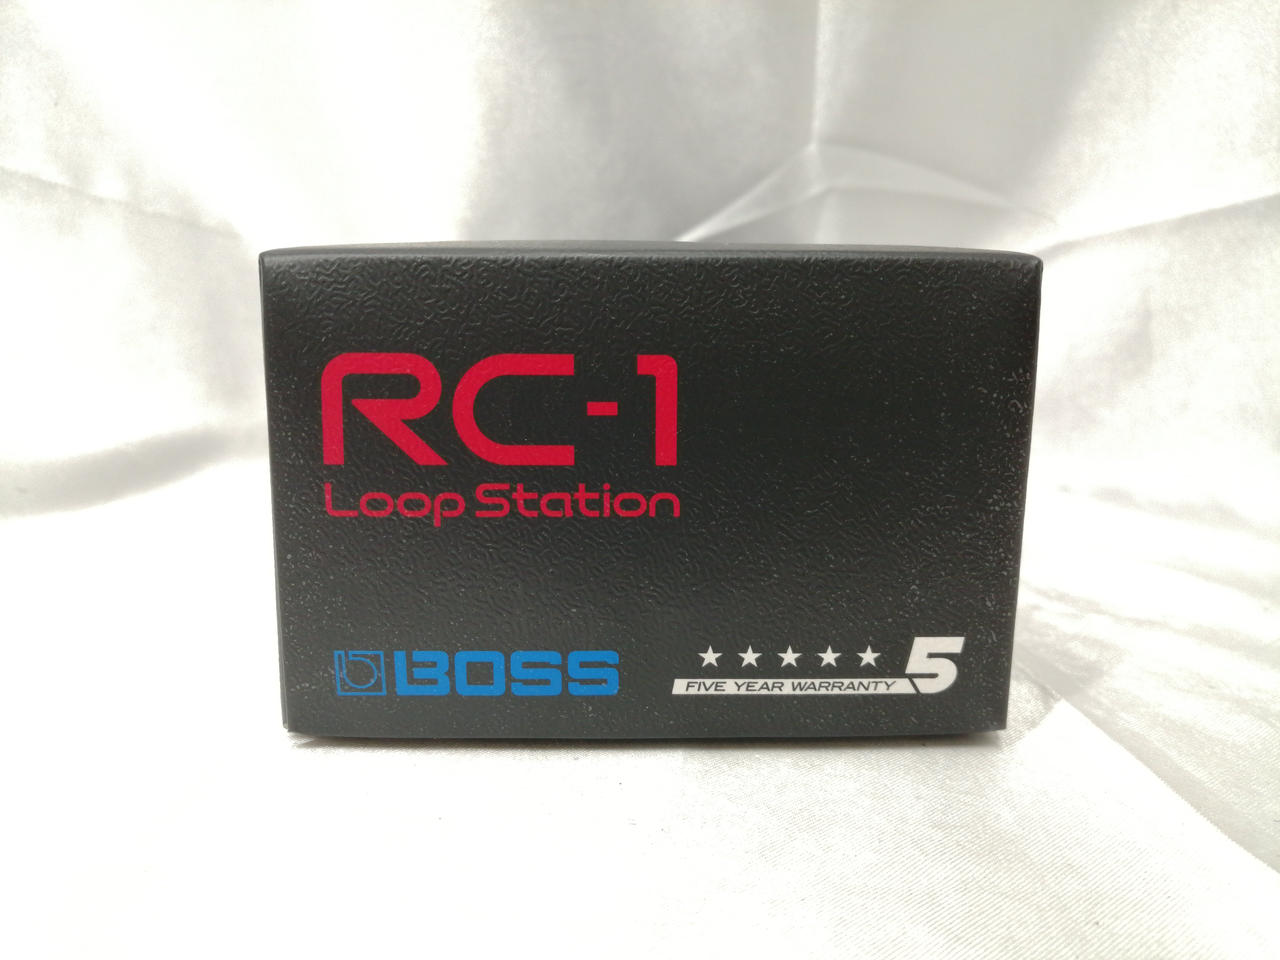 RC-1
Loop Station
BOSS
FIVE YEAR WARRANTY 5